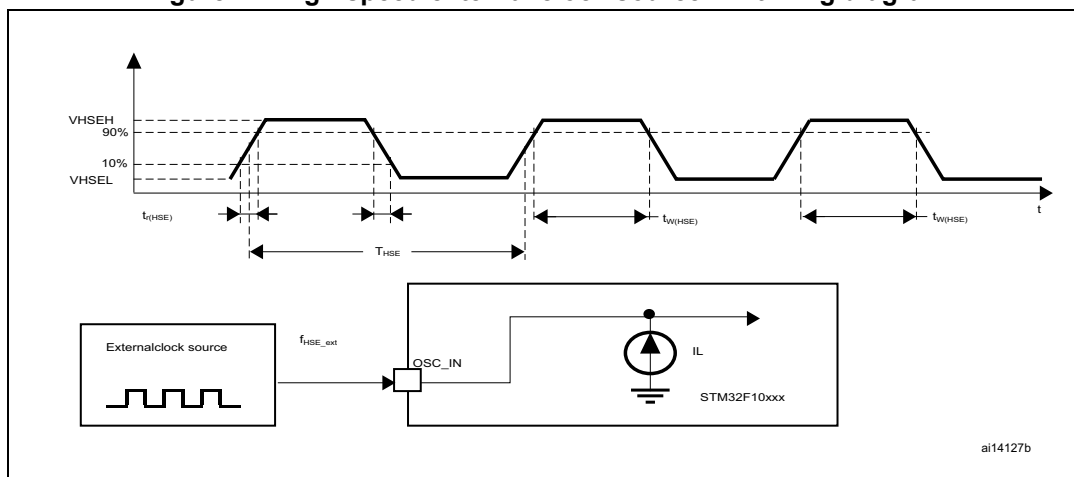 VHSEH
90%
10%
VHSEL
tr(HSE)
tW(HSE)
tW(HSE)
t
THSE
Externalclock source
fHSE_ext
OSC_IN
IL
STM32F10xxx
ai14127b